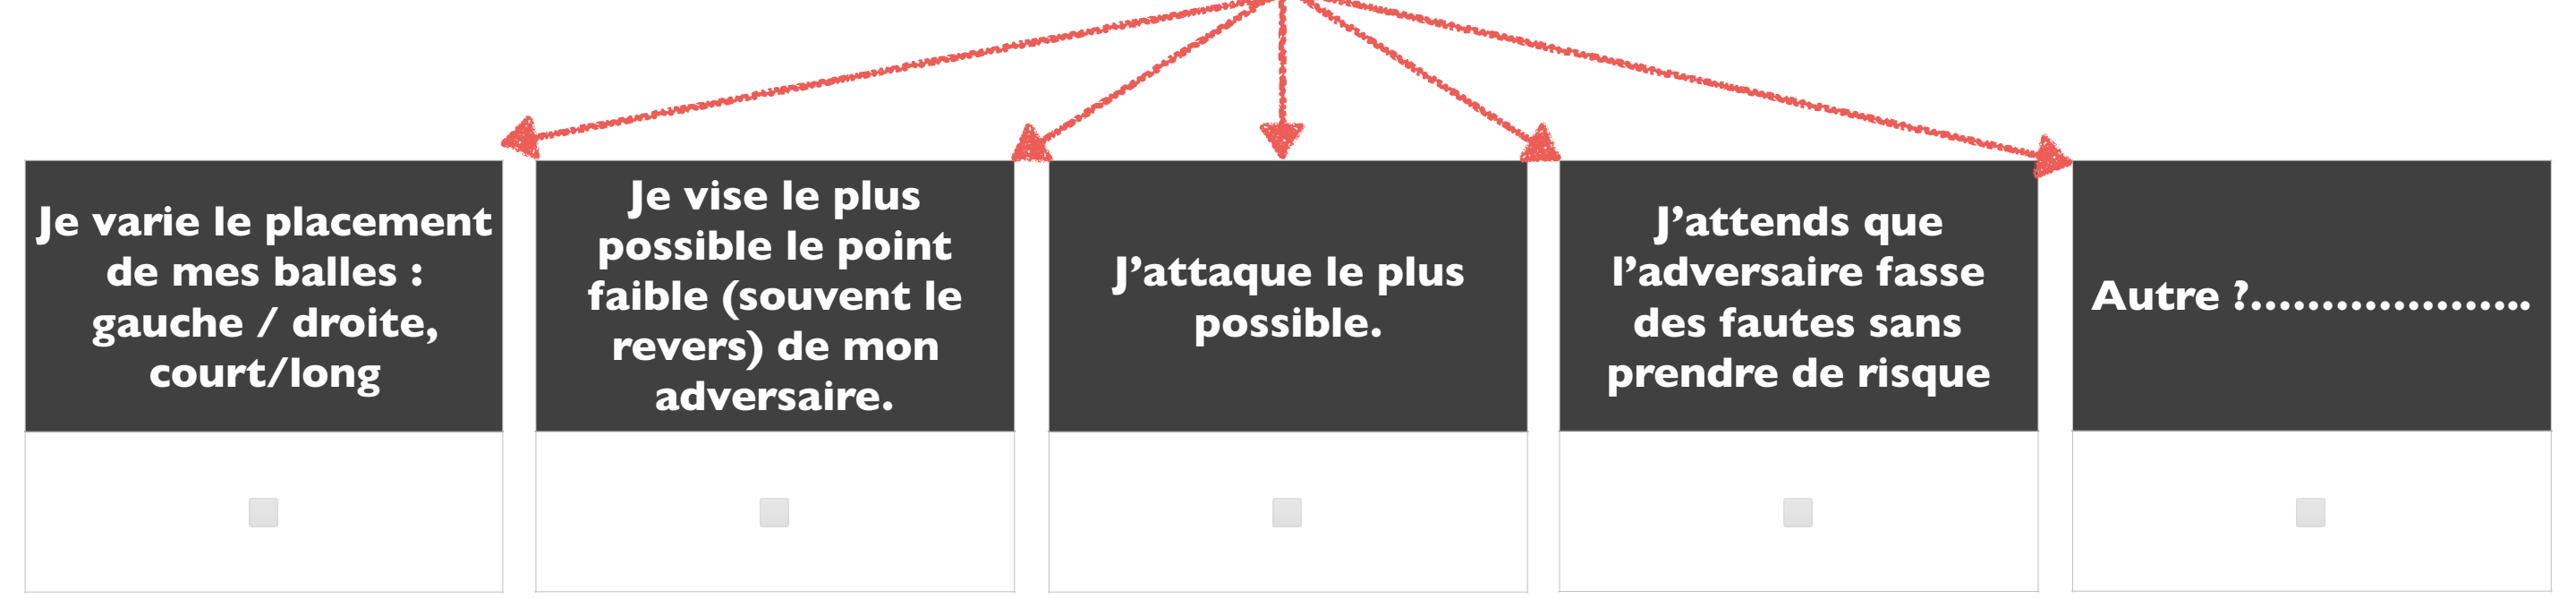 Je varie le placement
de mes balles :
gauche / droite,
court/long
Je vise le plus
possible le point
faible (souvent le
revers) de mon
adversaire.
J’attaque le plus
possible.
J’attends que
l’adversaire fasse
des fautes sans
prendre de risque
Autre ?....................